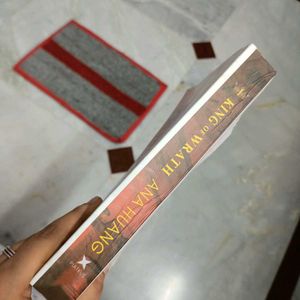 KING OF WRATH
ANA HUANG